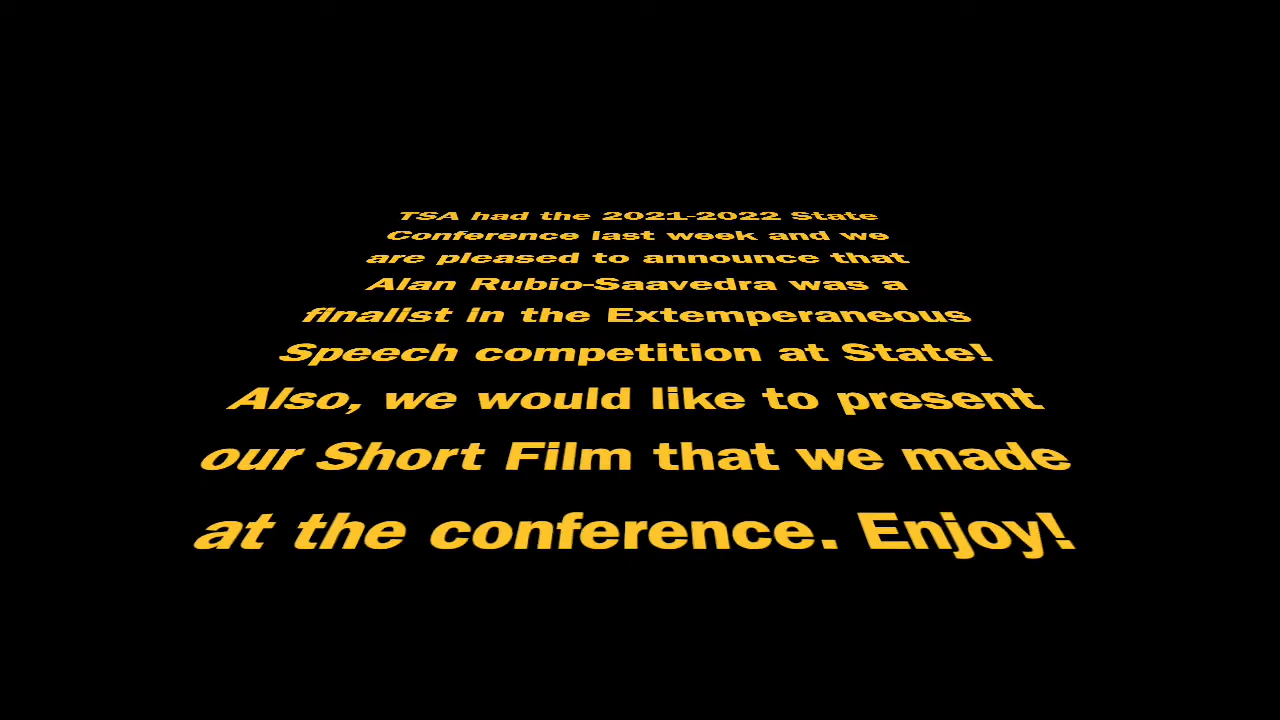 TSA had the 2021-2022 State
Conference last week and we
are pleased to announce that
Alan Rubio-Saavedra was a
finalist in the Extemperaneous
Speech competition at State!
Also, we would like to present
our Short Film that we made
at the conference. Enjoy!